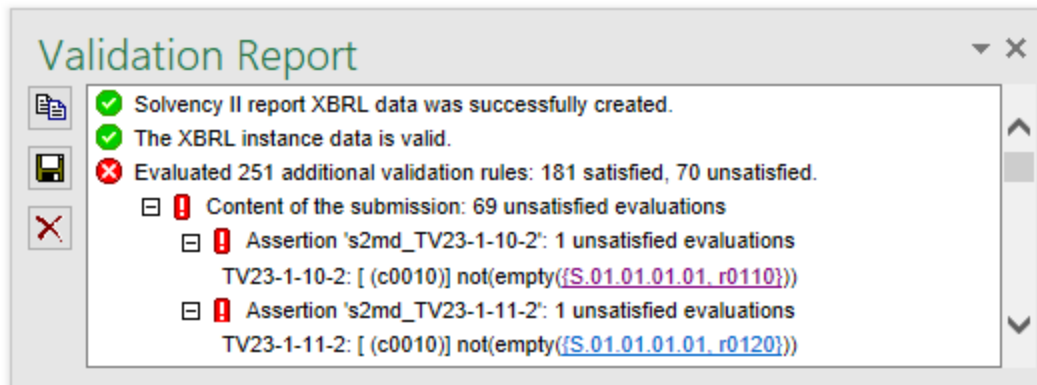 Validation Report
Solvency II report XBRL data was successfully created.
The XBRL instance data is valid.
Evaluated 251 additional validation rules: 181 satisfied, 70 unsatisfied.
Content of the submission: 69 unsatisfied evaluations
Assertion 's2md_TV23-1-10-2': 1 unsatisfied evaluations
TV23-1-10-2: [ (c0010)] not(empty({S.01.01.01.01, r0110}))
Assertion 's2md_TV23-1-11-2': 1 unsatisfied evaluations
TV23-1-11-2: [ (c0010)] not(empty({S.01.01.01.01, r0120}))